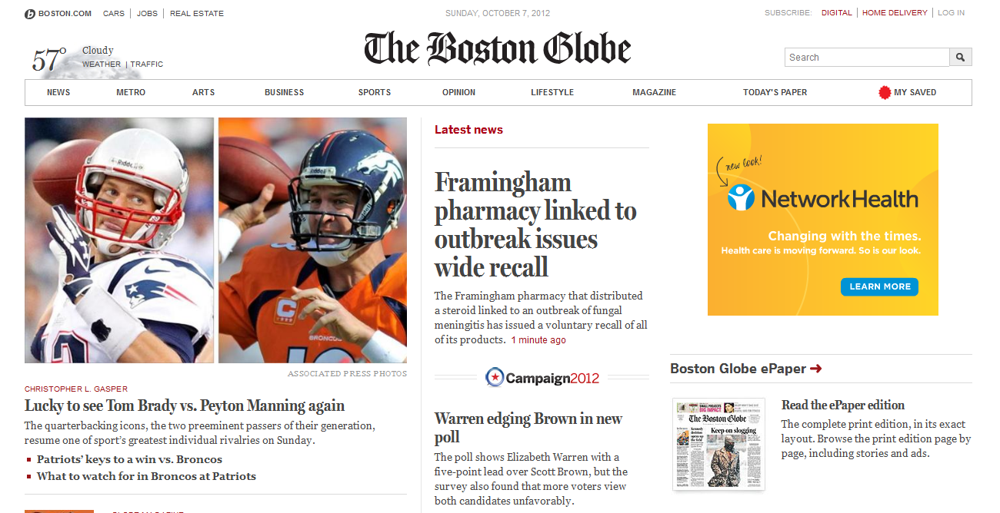 BOSTON.COM CARS JOBS REAL ESTATE
SUNDAY, OCTOBER 7, 2012
SUBSCRIBE: DIGITAL HOME DELIVERY LOG IN
57° Cloudy
WEATHER | TRAFFIC
The Boston Globe
Search
NEWS METRO ARTS BUSINESS SPORTS OPINION LIFESTYLE MAGAZINE TODAY'S PAPER MY SAVED
Riddell
Riddell
C
BRONCOS
ASSOCIATED PRESS PHOTOS
CHRISTOPHER L. GASPER
Lucky to see Tom Brady vs. Peyton Manning again
The quarterbacking icons, the two preeminent passers of their generation,
resume one of sport's greatest individual rivalries on Sunday.
Patriots' keys to a win vs. Broncos
What to watch for in Broncos at Patriots
Latest news
Framingham
pharmacy linked to
outbreak issues
wide recall
The Framingham pharmacy that distributed
a steroid linked to an outbreak of fungal
meningitis has issued a voluntary recall of all
of its products. 1 minute ago
Campaign2012
Warren edging Brown in new
poll
The poll shows Elizabeth Warren with a
five-point lead over Scott Brown, but the
survey also found that more voters view
both candidates unfavorably.
new look!
NetworkHealth
Changing with the times.
Health care is moving forward. So is our look.
LEARN MORE
Boston Globe ePaper
The Boston Globe
Keep on slogging
Read the ePaper edition
The complete print edition, in its exact
layout. Browse the print edition page by
page, including stories and ads.